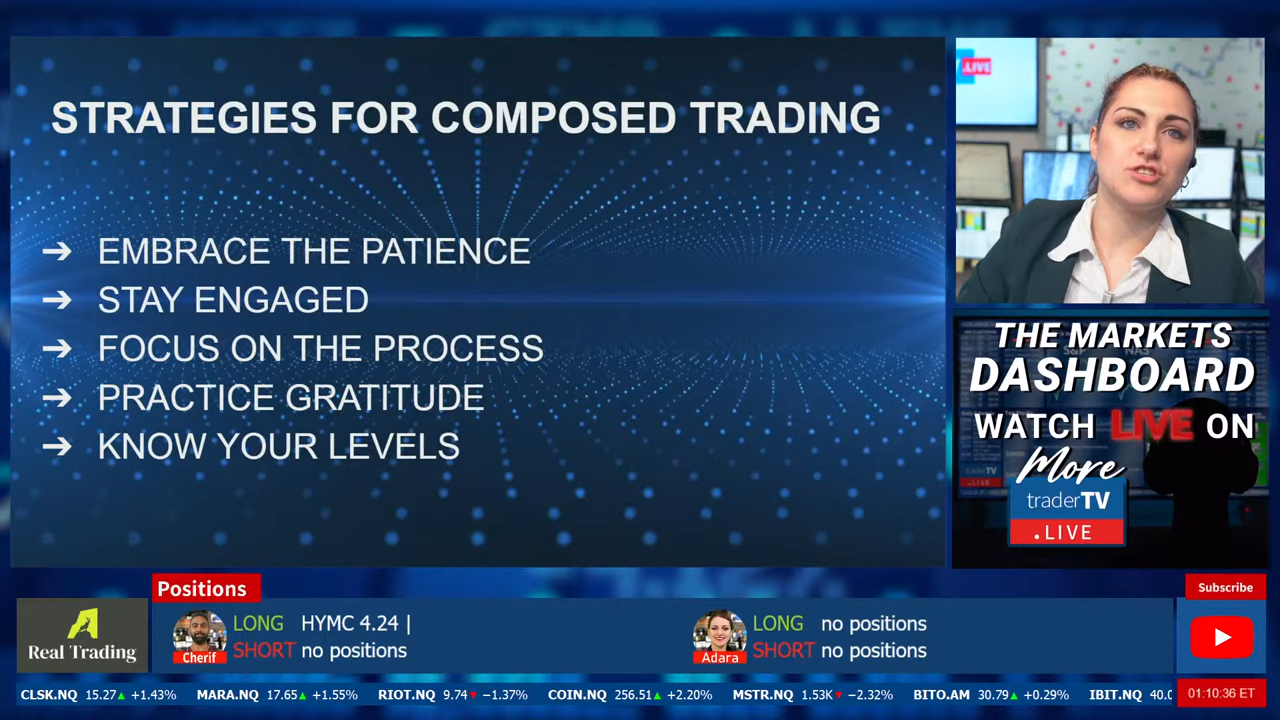 STRATEGIES FOR COMPOSED TRADING
➔ EMBRACE THE PATIENCE
➔ STAY ENGAGED
➔ FOCUS ON THE PROCESS
➔ PRACTICE GRATITUDE
➔ KNOW YOUR LEVELS
.LIVE
THE MARKETS
DASHBOARD
WATCH LIVE ON
More
traderTV
.LIVE
Positions
Real Trading
Cherif
LONG HYMC 4.24 |
SHORT no positions
Adara
LONG no positions
SHORT no positions
Subscribe
CLSK.NQ 15.27▲ +1.43% MARA.NQ 17.65▲ +1.55% RIOT.NQ 9.74▼ −1.37% COIN.NQ 256.51▲ +2.20% MSTR.NQ 1.53K▼ −2.32% BITO.AM 30.79▲ +0.29% IBIT.NQ 40.0
01:10:36 ET